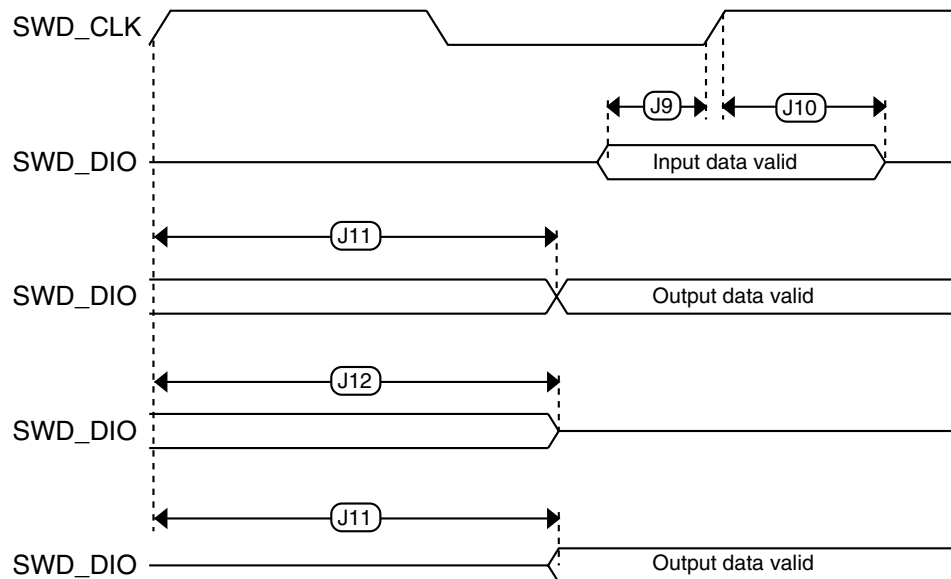 SWD_CLK
J9
J10
SWD_DIO
Input data valid
J11
SWD_DIO
Output data valid
J12
SWD_DIO
J11
SWD_DIO
Output data valid